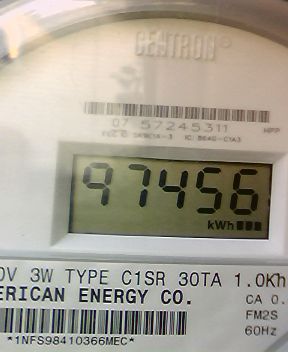 CENTRON®
07 57245311
97456
kWh
0V 3W TYPE C1SR 30TA 1.0Kh
ERICAN ENERGY CO. CA 0.
FM2S
60Hz
*1NFS98410366MEC*